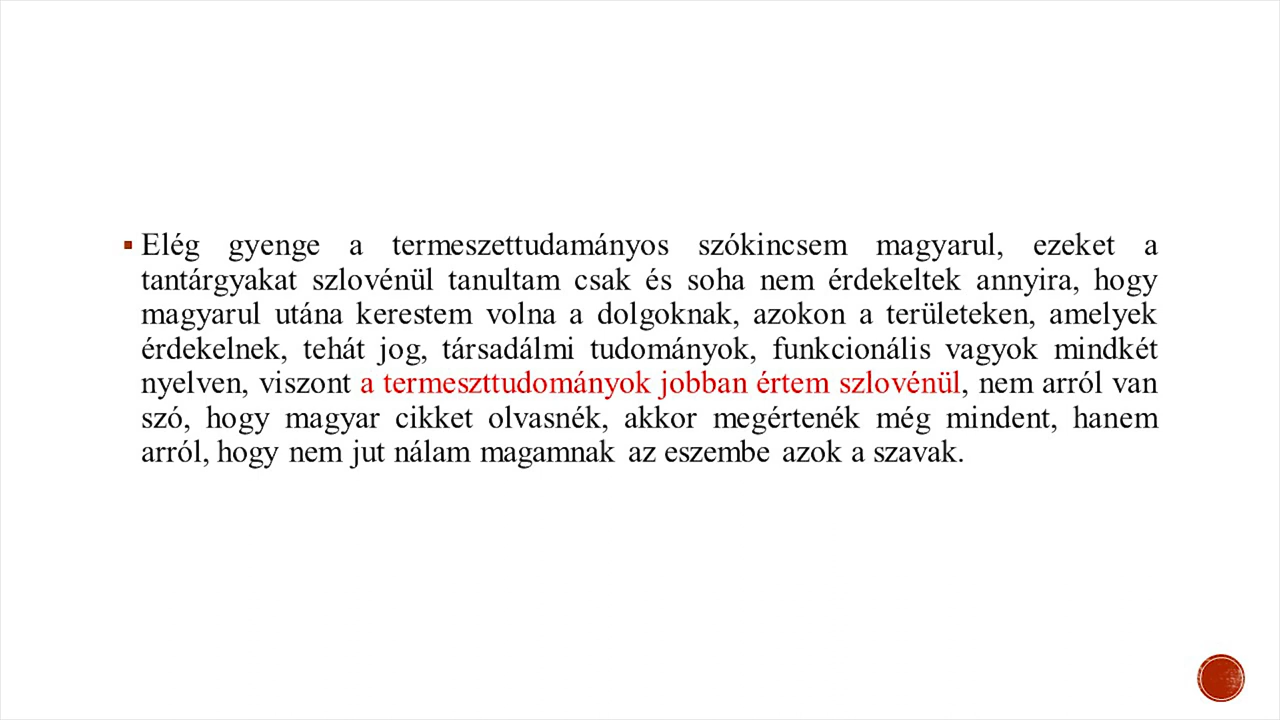 Elég gyenge a termeszettudamányos szókincsem magyarul, ezeket a
tantárgyakat szlovénül tanultam csak és soha nem érdekeltek annyira, hogy
magyarul utána kerestem volna a dolgoknak, azokon a területeken, amelyek
érdekelnek, tehát jog, társadálmi tudományok, funkcionális vagyok mindkét
nyelven, viszont a termeszttudományok jobban értem szlovénül, nem arról van
szó, hogy magyar cikket olvasnék, akkor megértenék még mindent, hanem
arról, hogy nem jut nálam magamnak az eszembe azok a szavak.